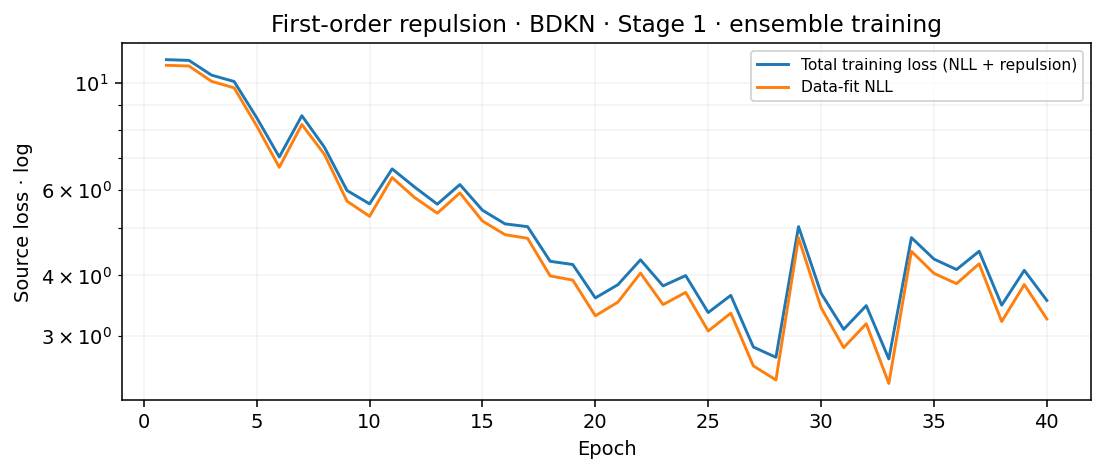 First-order repulsion · BDKN · Stage 1 · ensemble training
Total training loss (NLL + repulsion)
Data-fit NLL
Source loss · log
10¹
6 × 10⁰
4 × 10⁰
3 × 10⁰
0 5 10 15 20 25 30 35 40
Epoch